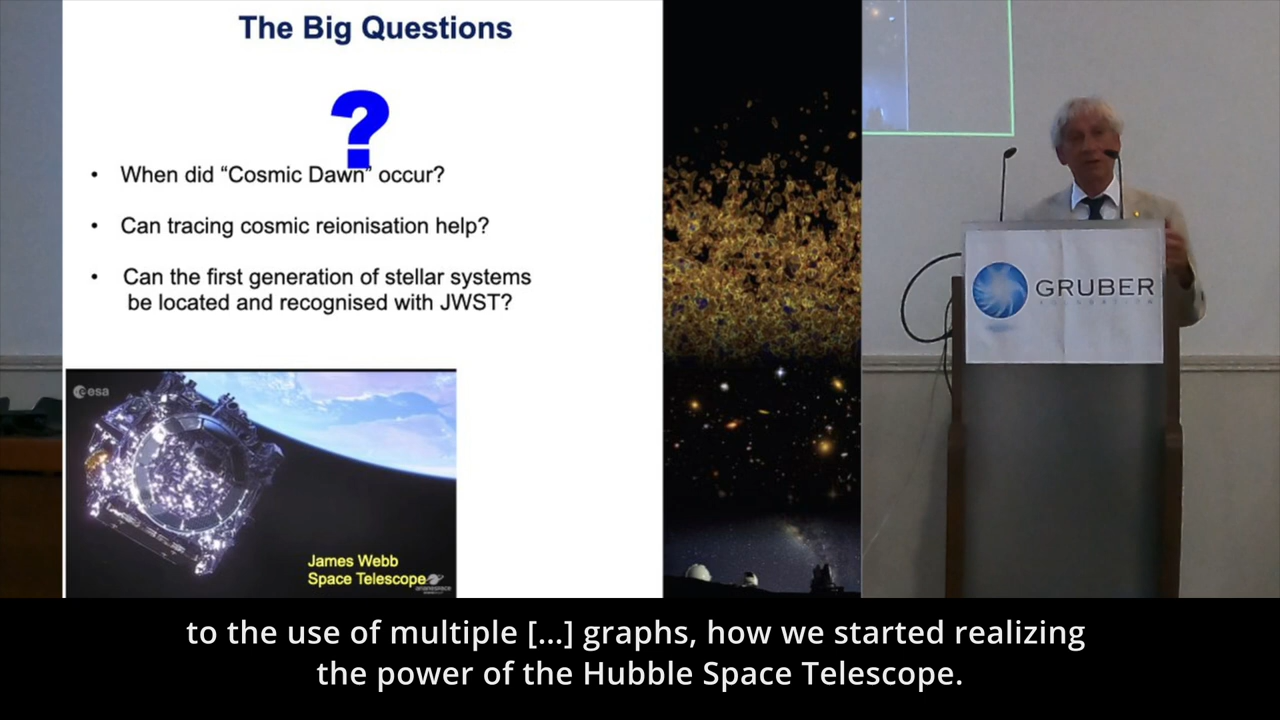 The Big Questions
?
• When did “Cosmic Dawn” occur?
• Can tracing cosmic reionisation help?
• Can the first generation of stellar systems
be located and recognised with JWST?
esa
James Webb
Space Telescope
GRUBER
FOUNDATION
to the use of multiple [...] graphs, how we started realizing
the power of the Hubble Space Telescope.